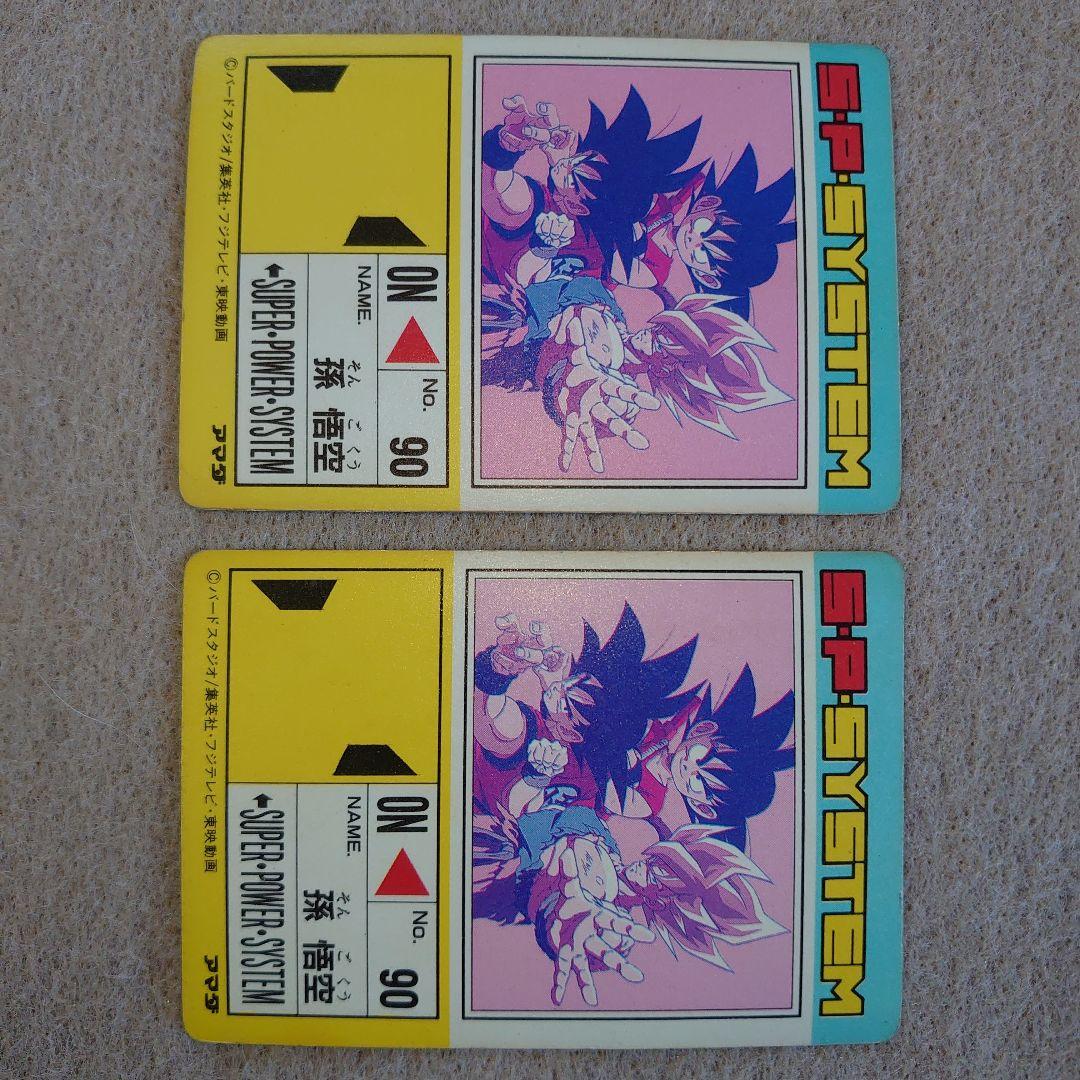 S・P・SYSTEM
ON
No. 90
NAME.
そん ご くう
孫 悟空
←SUPER・POWER・SYSTEM
©バードスタジオ/集英社・フジテレビ・東映動画
アマダ
S・P・SYSTEM
ON
No. 90
NAME.
そん ご くう
孫 悟空
←SUPER・POWER・SYSTEM
©バードスタジオ/集英社・フジテレビ・東映動画
アマダ